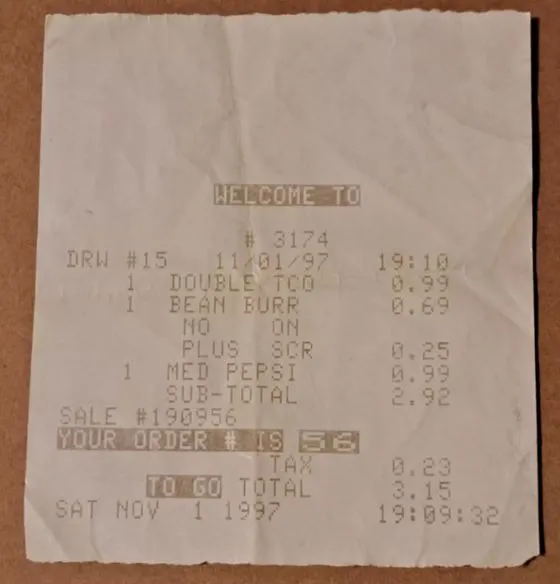 WELCOME TO
# 3174
DRW #15 11/01/97 19:10
1 DOUBLE TCO 0.99
1 BEAN BURR 0.69
NO ON
PLUS SCR 0.25
1 MED PEPSI 0.99
SUB-TOTAL 2.92
SALE #190956
YOUR ORDER # IS 56
TAX 0.23
TO GO TOTAL 3.15
SAT NOV 1 1997 19:09:32